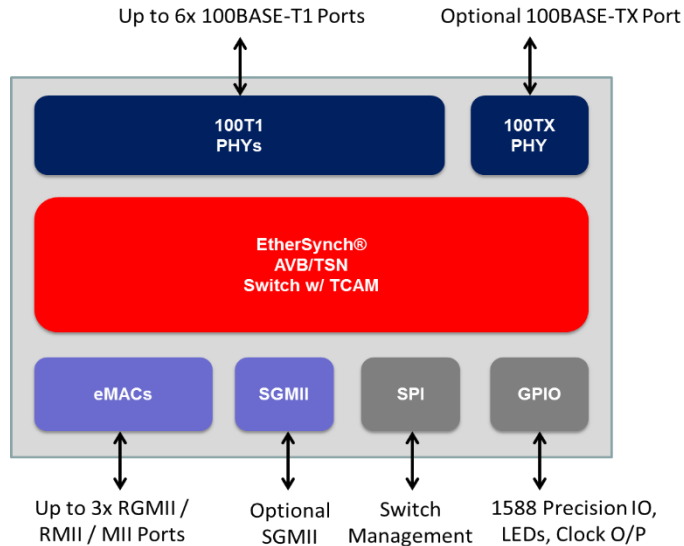 Up to 6x 100BASE-T1 Ports
Optional 100BASE-TX Port
100T1
PHYs
100TX
PHY
EtherSynch®
AVB/TSN
Switch w/ TCAM
eMACs
SGMII
SPI
GPIO
Up to 3x RGMII /
RMII / MII Ports
Optional
SGMII
Switch
Management
1588 Precision IO,
LEDs, Clock O/P